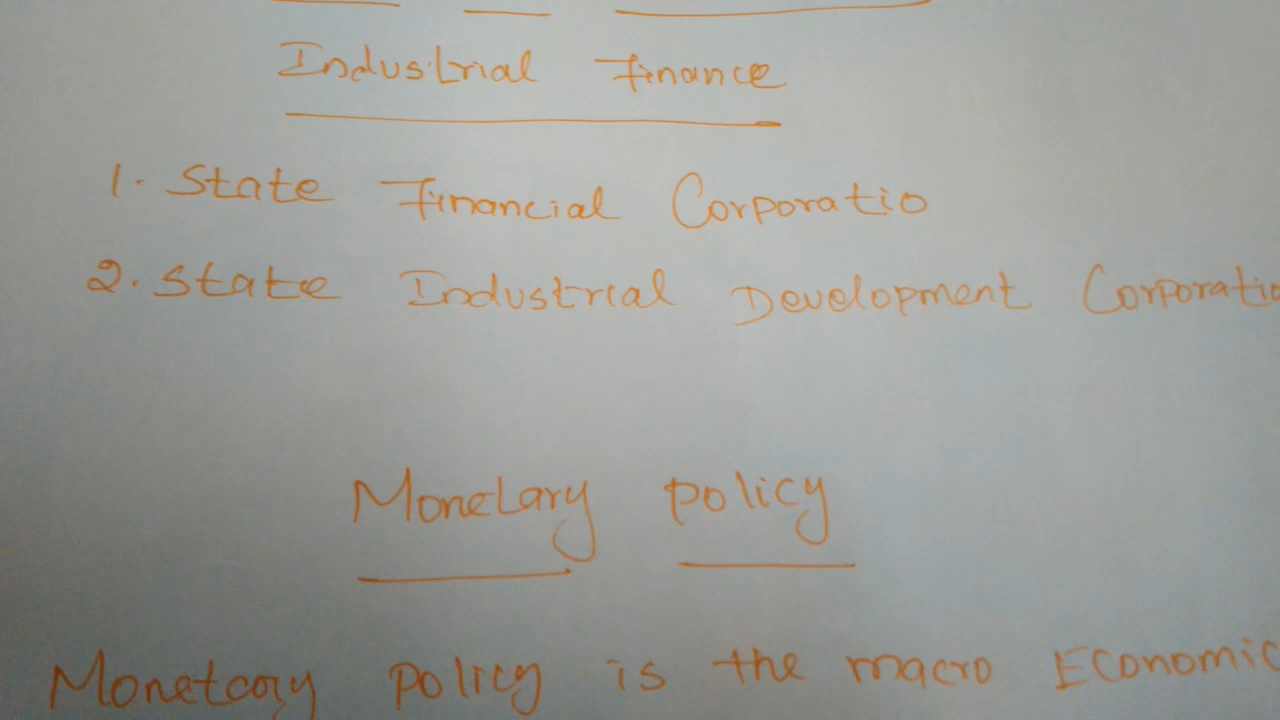 Industrial Finance
1. State Financial Corporatio
2. State Industrial Development Corporatio
Monetary policy
Monetary policy is the macro Economic